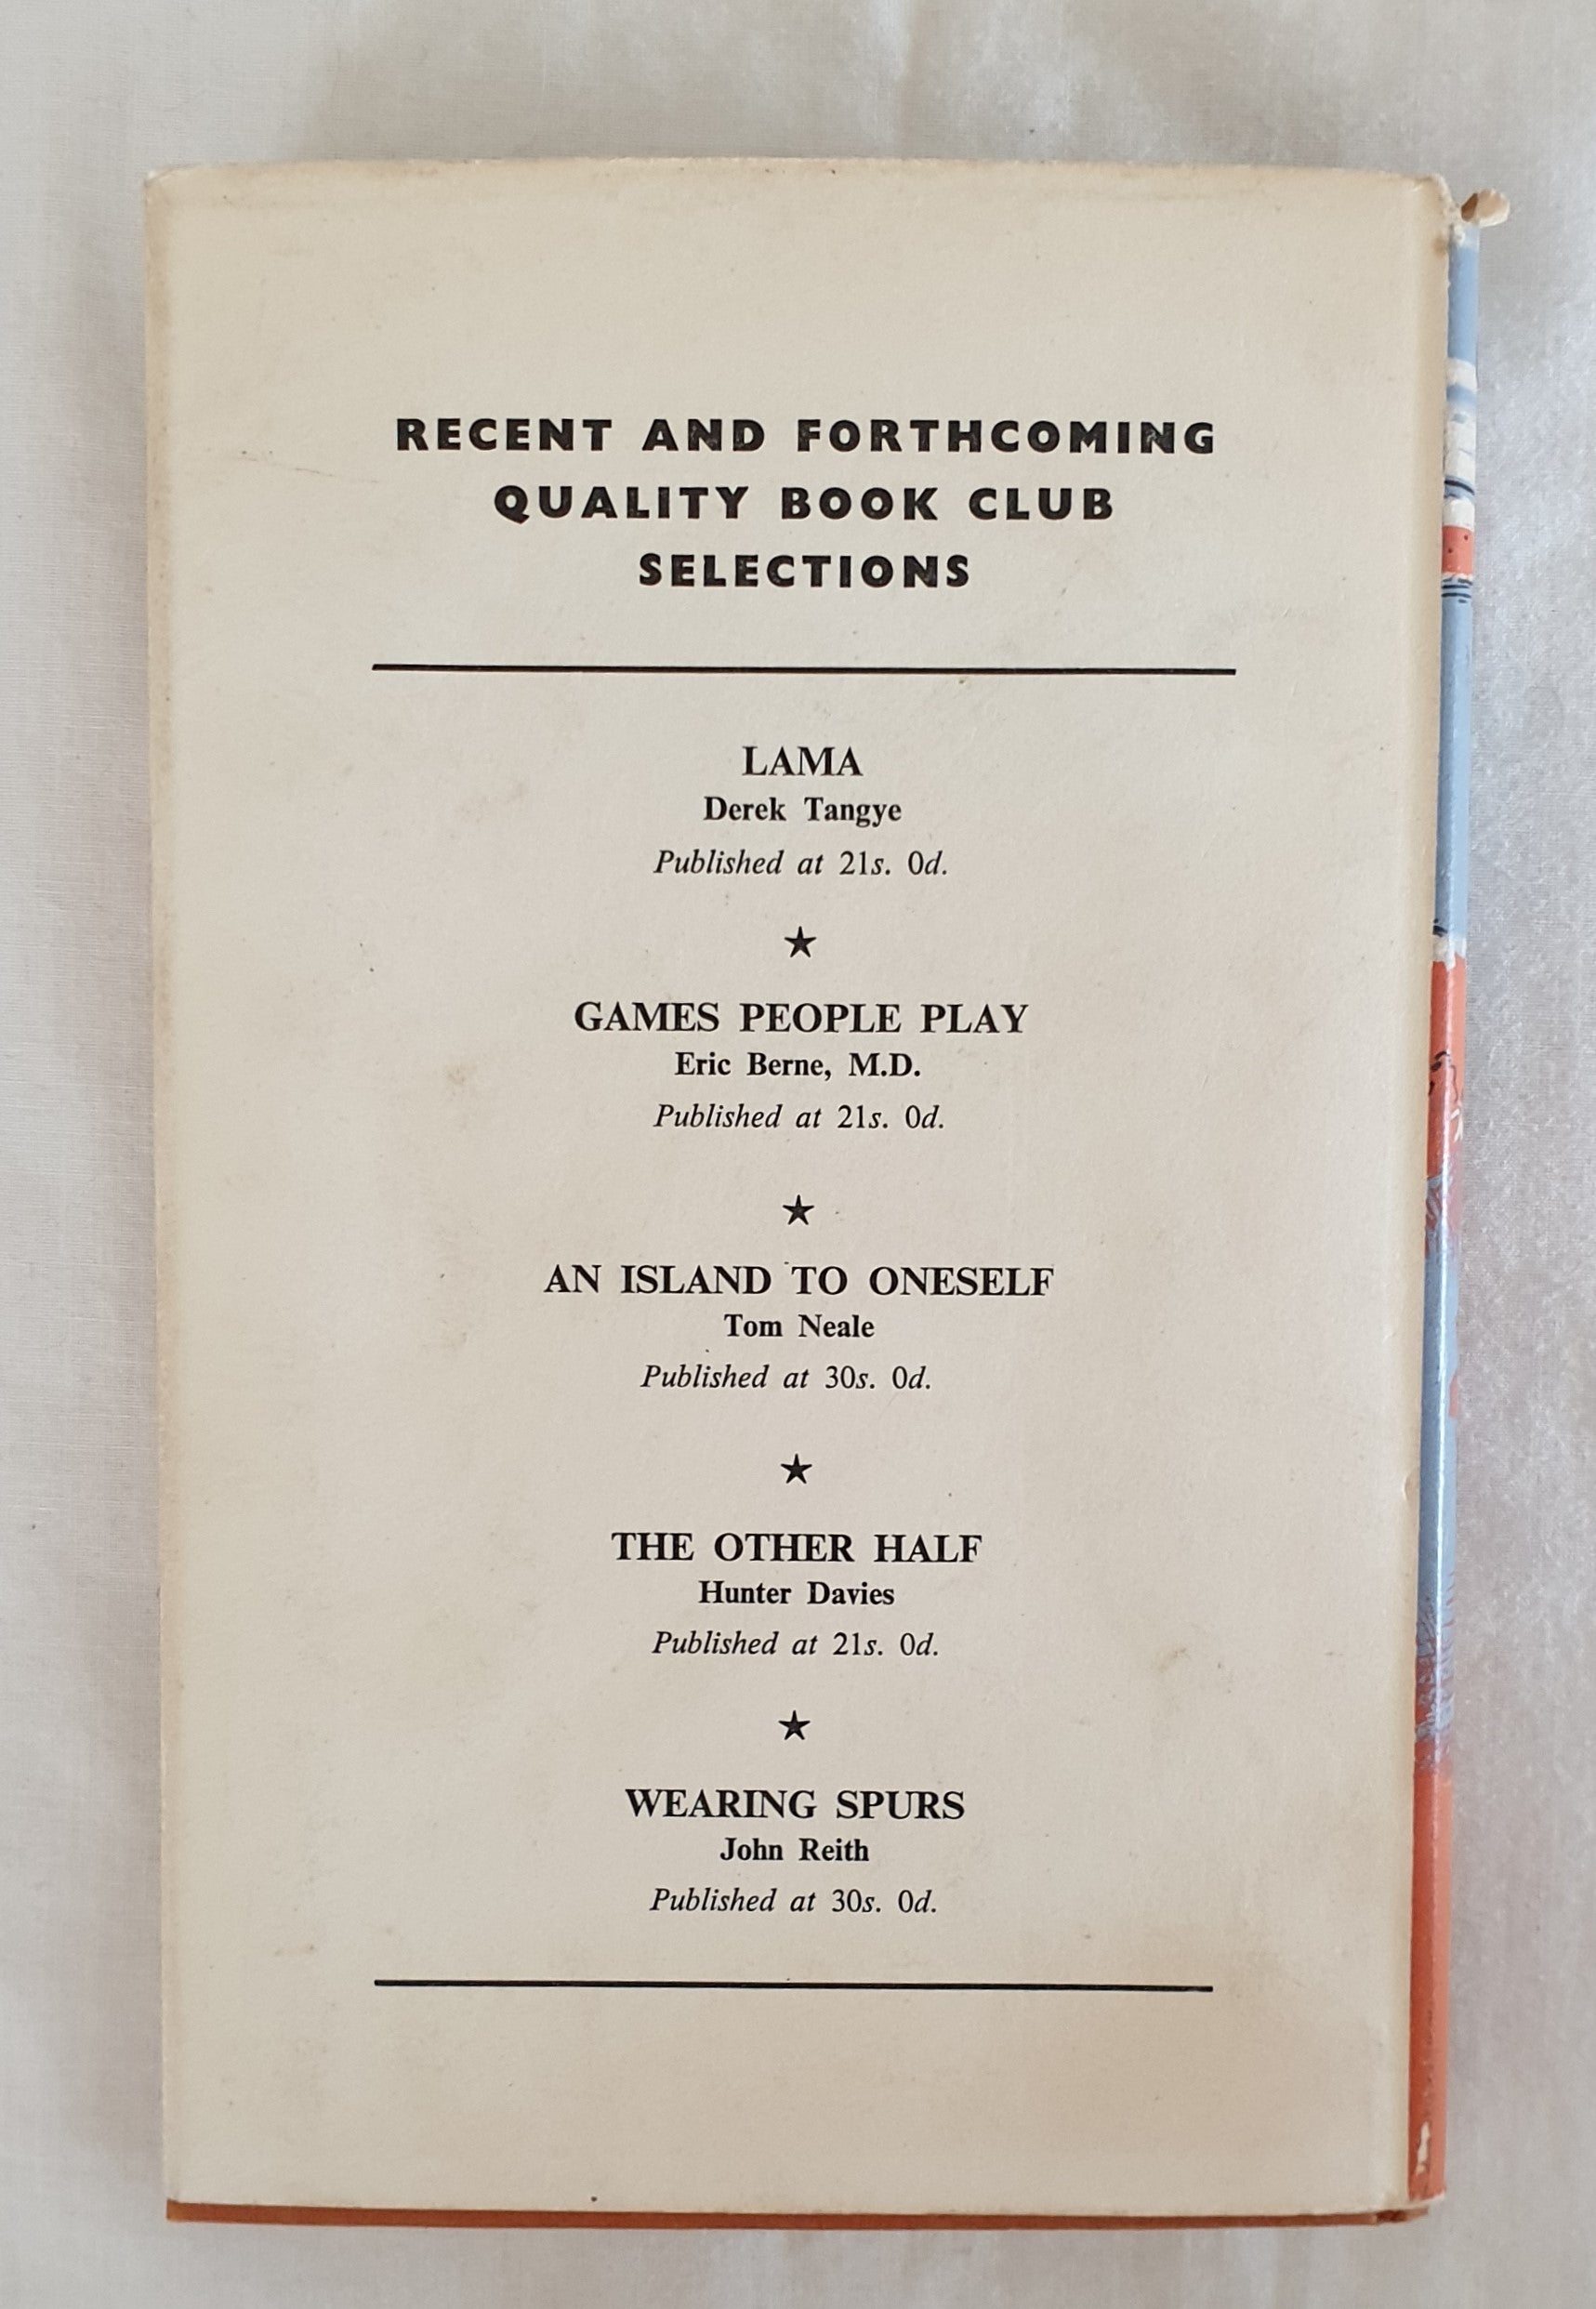 RECENT AND FORTHCOMING
QUALITY BOOK CLUB
SELECTIONS
LAMA
Derek Tangye
Published at 21s. 0d.
★
GAMES PEOPLE PLAY
Eric Berne, M.D.
Published at 21s. 0d.
★
AN ISLAND TO ONESELF
Tom Neale
Published at 30s. 0d.
★
THE OTHER HALF
Hunter Davies
Published at 21s. 0d.
★
WEARING SPURS
John Reith
Published at 30s. 0d.